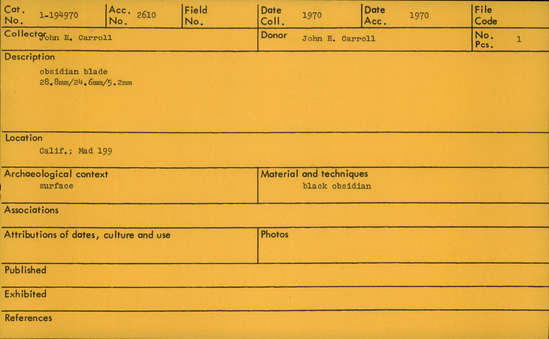 Cat. No. 1-194970 Acc. No. 2610 Field No. Date Coll. 1970 Date Acc. 1970 File Code
Collector John E. Carroll Donor John E. Carroll No. Pcs. 1
Description
obsidian blade
28.8mm/24.6mm/5.2mm
Location
Calif.; Mad 199
Archaeological context Material and techniques
surface black obsidian
Associations
Attributions of dates, culture and use Photos
Published
Exhibited
References